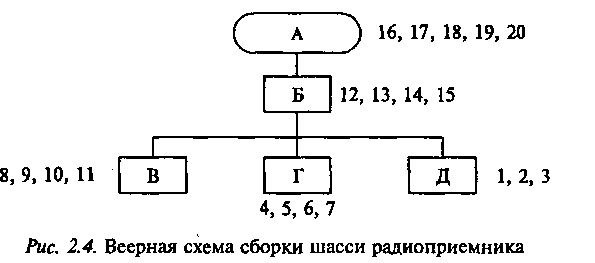 А 16, 17, 18, 19, 20
Б 12, 13, 14, 15
8, 9, 10, 11 В Г Д 1, 2, 3
4, 5, 6, 7
Рис. 2.4. Веерная схема сборки шасси радиоприемника